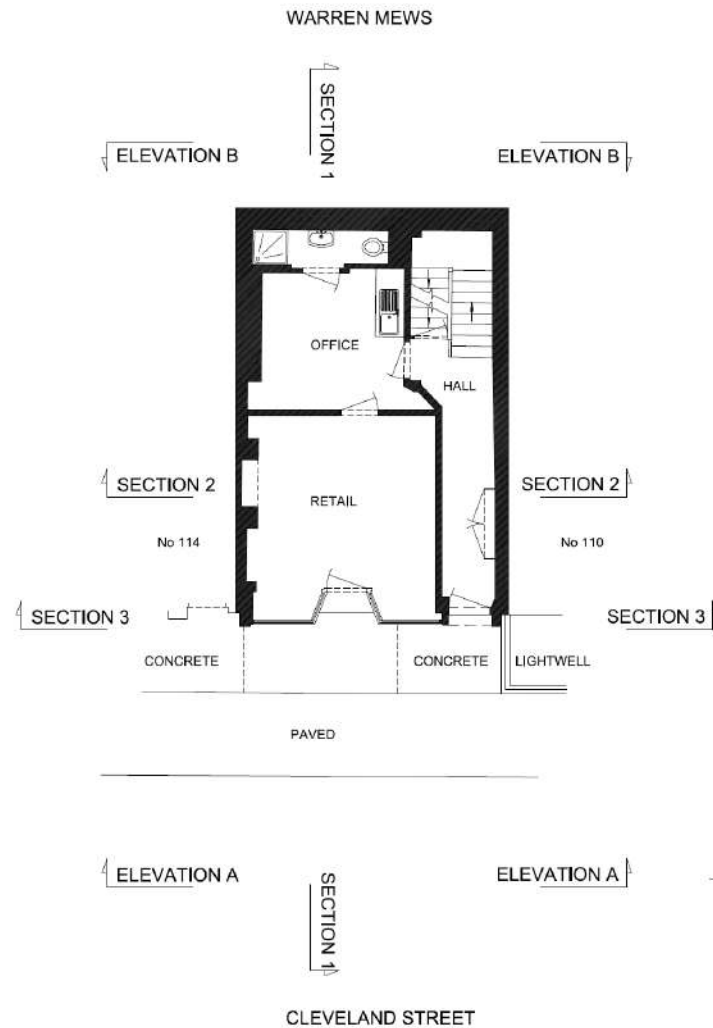 WARREN MEWS
SECTION 1
ELEVATION B
ELEVATION B
OFFICE
HALL
SECTION 2
RETAIL
SECTION 2
No 114
No 110
SECTION 3
SECTION 3
CONCRETE
CONCRETE
LIGHTWELL
PAVED
ELEVATION A
SECTION 1
ELEVATION A
CLEVELAND STREET